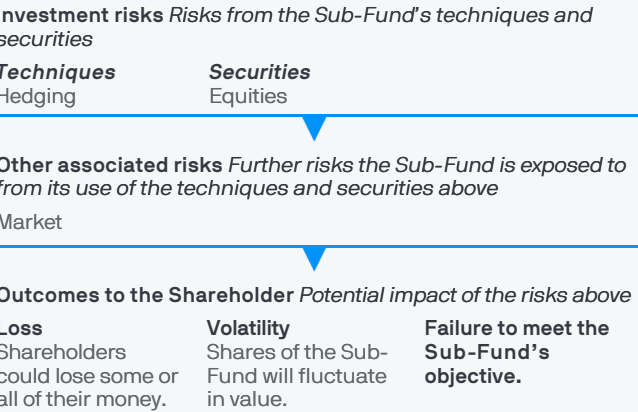 Investment risks Risks from the Sub-Fund's techniques and
securities
Techniques Securities
Hedging Equities
Other associated risks Further risks the Sub-Fund is exposed to
from its use of the techniques and securities above
Market
Outcomes to the Shareholder Potential impact of the risks above
Loss Volatility Failure to meet the
Shareholders Shares of the Sub- Sub-Fund's
could lose some or Fund will fluctuate objective.
all of their money. in value.